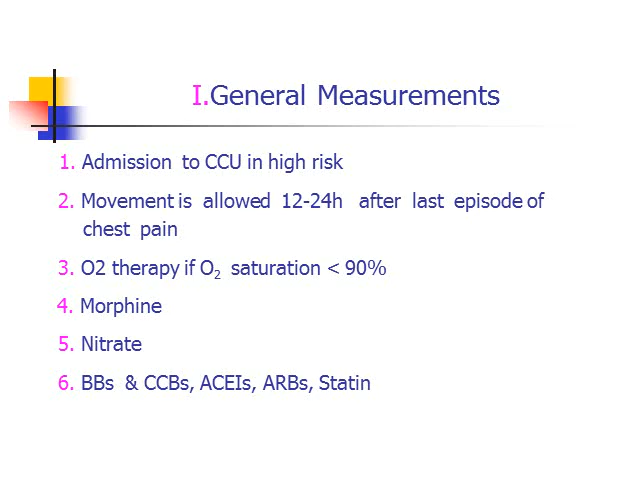 I.General Measurements
1. Admission to CCU in high risk
2. Movement is allowed 12-24h after last episode of
chest pain
3. O2 therapy if O₂ saturation < 90%
4. Morphine
5. Nitrate
6. BBs & CCBs, ACEIs, ARBs, Statin